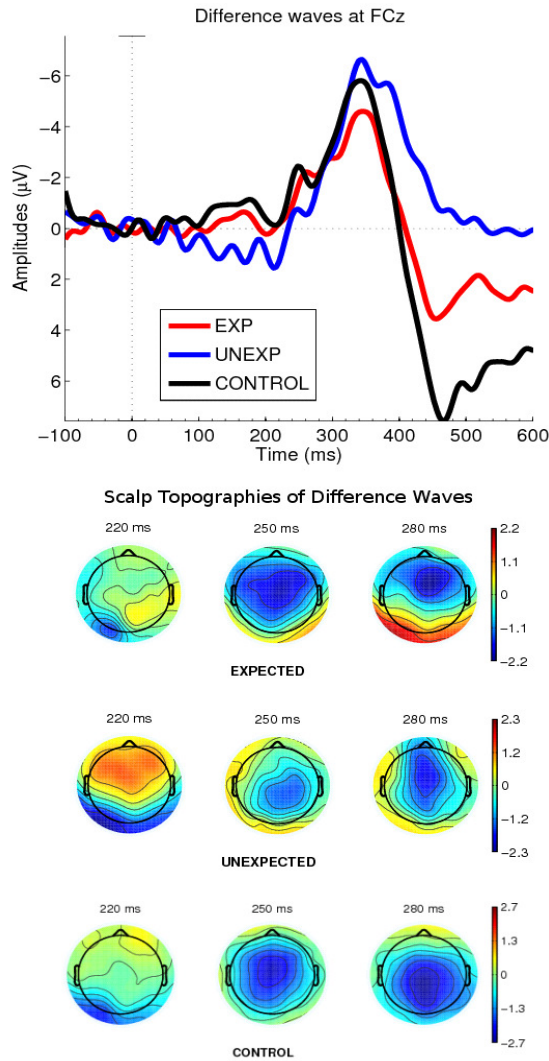 Difference waves at FCz
−6
−4
−2
0
2
4
6
Amplitudes (μV)
EXP
UNEXP
CONTROL
−100 0 100 200 300 400 500 600
Time (ms)
Scalp Topographies of Difference Waves
220 ms 250 ms 280 ms
2.2
1.1
0
−1.1
−2.2
EXPECTED
220 ms 250 ms 280 ms
2.3
1.2
0
−1.2
−2.3
UNEXPECTED
220 ms 250 ms 280 ms
2.7
1.3
0
−1.3
−2.7
CONTROL